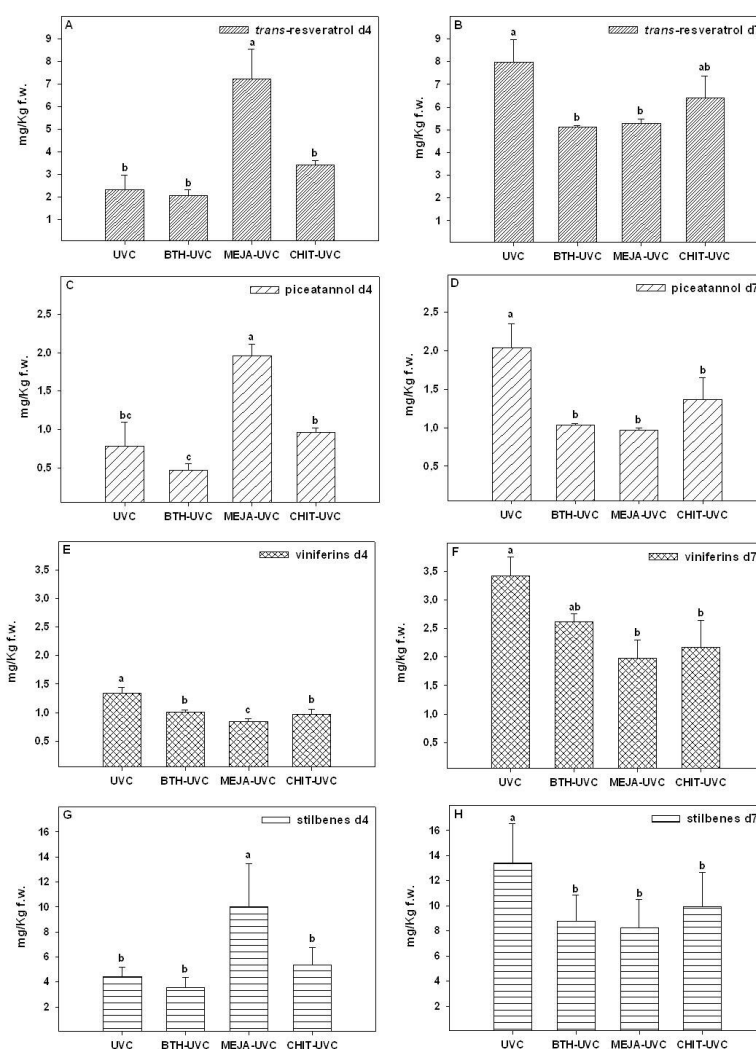 A
trans-resveratrol d4
mg/Kg f.w.
9
8
7
6
5
4
3
2
1
b
b
a
b
UVC BTH-UVC MEJA-UVC CHIT-UVC
B
trans-resveratrol d7
mg/Kg f.w.
9
8
7
6
5
4
3
2
1
a
b
b
ab
UVC BTH-UVC MEJA-UVC CHIT-UVC
C
piceatannol d4
mg/Kg f.w.
2,5
2,0
1,5
1,0
0,5
bc
c
a
b
UVC BTH-UVC MEJA-UVC CHIT-UVC
D
piceatannol d7
mg/Kg f.w.
2,5
2,0
1,5
1,0
0,5
a
b
b
b
UVC BTH-UVC MEJA-UVC CHIT-UVC
E
viniferins d4
mg/Kg f.w.
3,5
3,0
2,5
2,0
1,5
1,0
0,5
a
b
c
b
UVC BTH-UVC MEJA-UVC CHIT-UVC
F
viniferins d7
mg/Kg f.w.
3,5
3,0
2,5
2,0
1,5
1,0
0,5
a
ab
b
b
UVC BTH-UVC MEJA-UVC CHIT-UVC
G
stilbenes d4
mg/Kg f.w.
16
14
12
10
8
6
4
2
b
b
a
b
UVC BTH-UVC MEJA-UVC CHIT-UVC
H
stilbenes d7
mg/Kg f.w.
16
14
12
10
8
6
4
2
a
b
b
b
UVC BTH-UVC MEJA-UVC CHIT-UVC